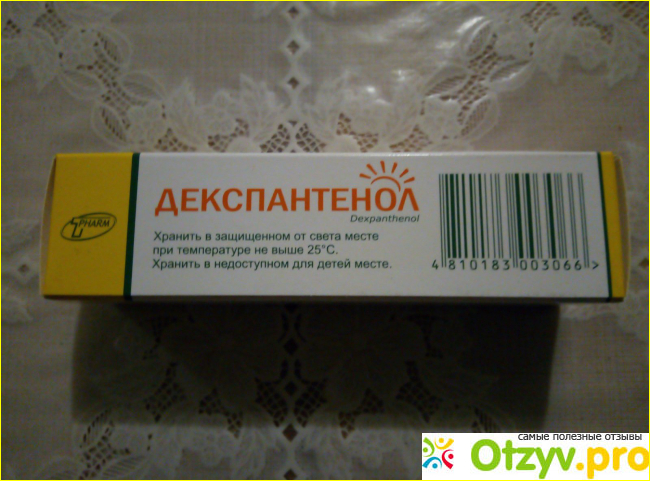 PHARM
ДЕКСПАНТЕНОЛ
Dexpanthenol
Хранить в защищенном от света месте
при температуре не выше 25°С.
Хранить в недоступном для детей месте.
4 810183 003066 >
самые полезные отзывы
Otzyv.pro